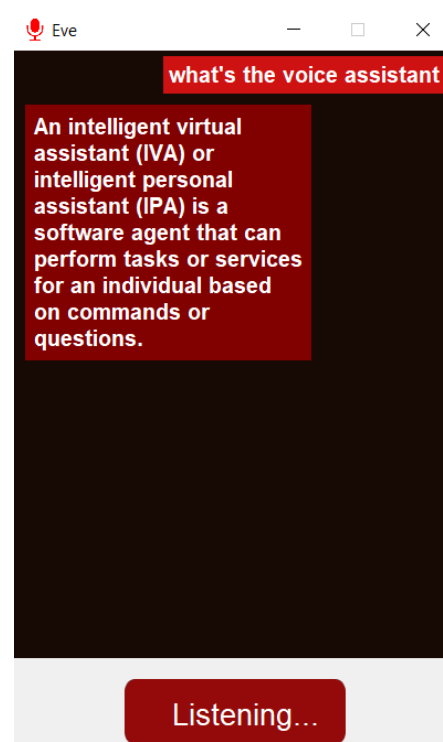 Eve
what's the voice assistant
An intelligent virtual
assistant (IVA) or
intelligent personal
assistant (IPA) is a
software agent that can
perform tasks or services
for an individual based
on commands or
questions.
Listening...